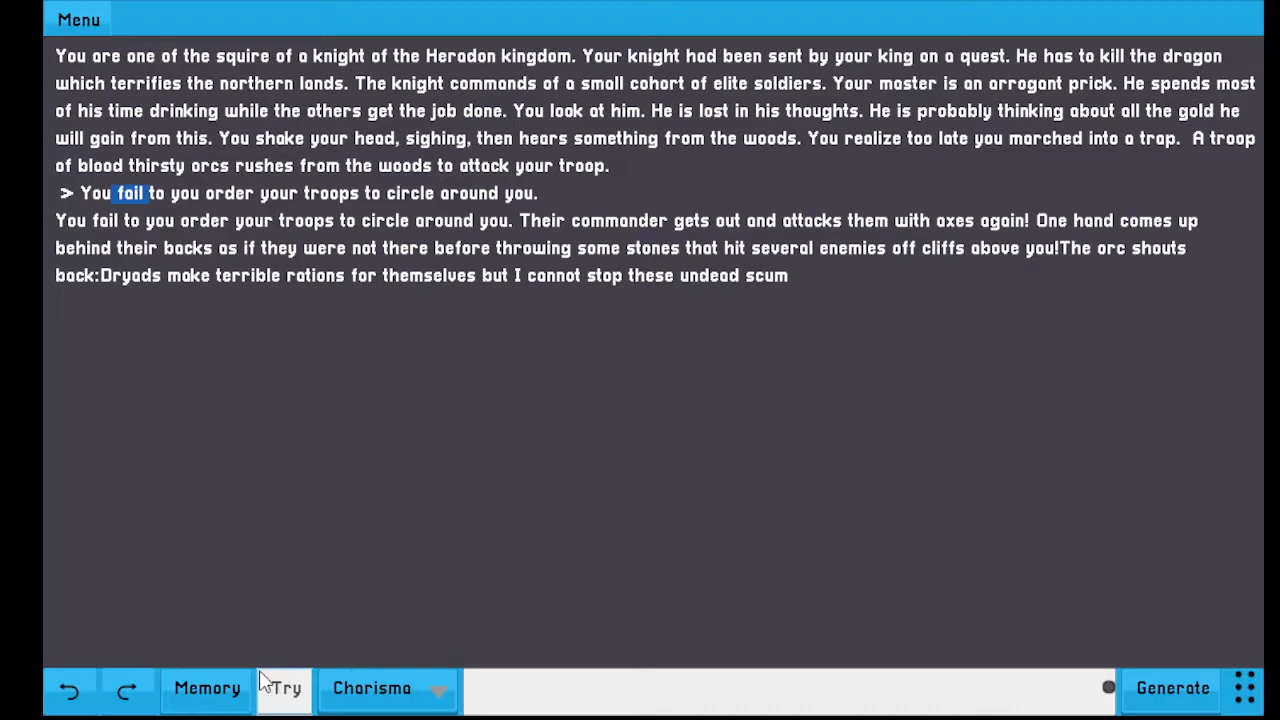 Menu
You are one of the squire of a knight of the Heradon kingdom. Your knight had been sent by your king on a quest. He has to kill the dragon
which terrifies the northern lands. The knight commands of a small cohort of elite soldiers. Your master is an arrogant prick. He spends most
of his time drinking while the others get the job done. You look at him. He is lost in his thoughts. He is probably thinking about all the gold he
will gain from this. You shake your head, sighing, then hears something from the woods. You realize too late you marched into a trap.  A troop
of blood thirsty orcs rushes from the woods to attack your troop.
> You fail to you order your troops to circle around you.
You fail to you order your troops to circle around you. Their commander gets out and attacks them with axes again! One hand comes up
behind their backs as if they were not there before throwing some stones that hit several enemies off cliffs above you!The orc shouts
back:Dryads make terrible rations for themselves but I cannot stop these undead scum
Memory Try Charisma Generate